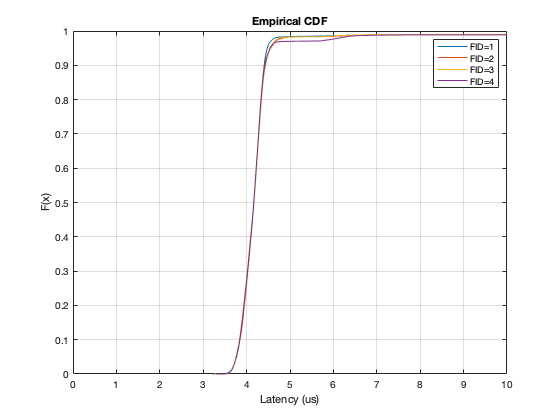 Empirical CDF
1
0.9
0.8
0.7
0.6
0.5
0.4
0.3
0.2
0.1
0
F(x)
0 1 2 3 4 5 6 7 8 9 10
Latency (us)
FID=1
FID=2
FID=3
FID=4